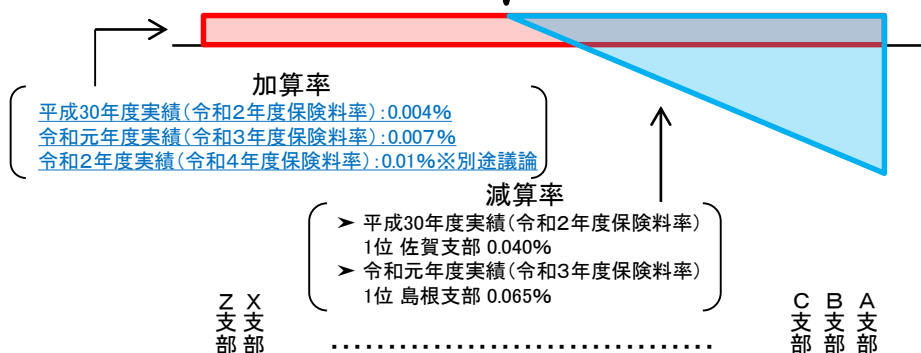 加算率
平成30年度実績(令和2年度保険料率):0.004%
令和元年度実績(令和3年度保険料率):0.007%
令和2年度実績(令和4年度保険料率):0.01%※別途議論
減算率
➤ 平成30年度実績(令和2年度保険料率)
1位 佐賀支部 0.040%
➤ 令和元年度実績(令和3年度保険料率)
1位 島根支部 0.065%
Z支部
X支部
………………………………
C支部
B支部
A支部